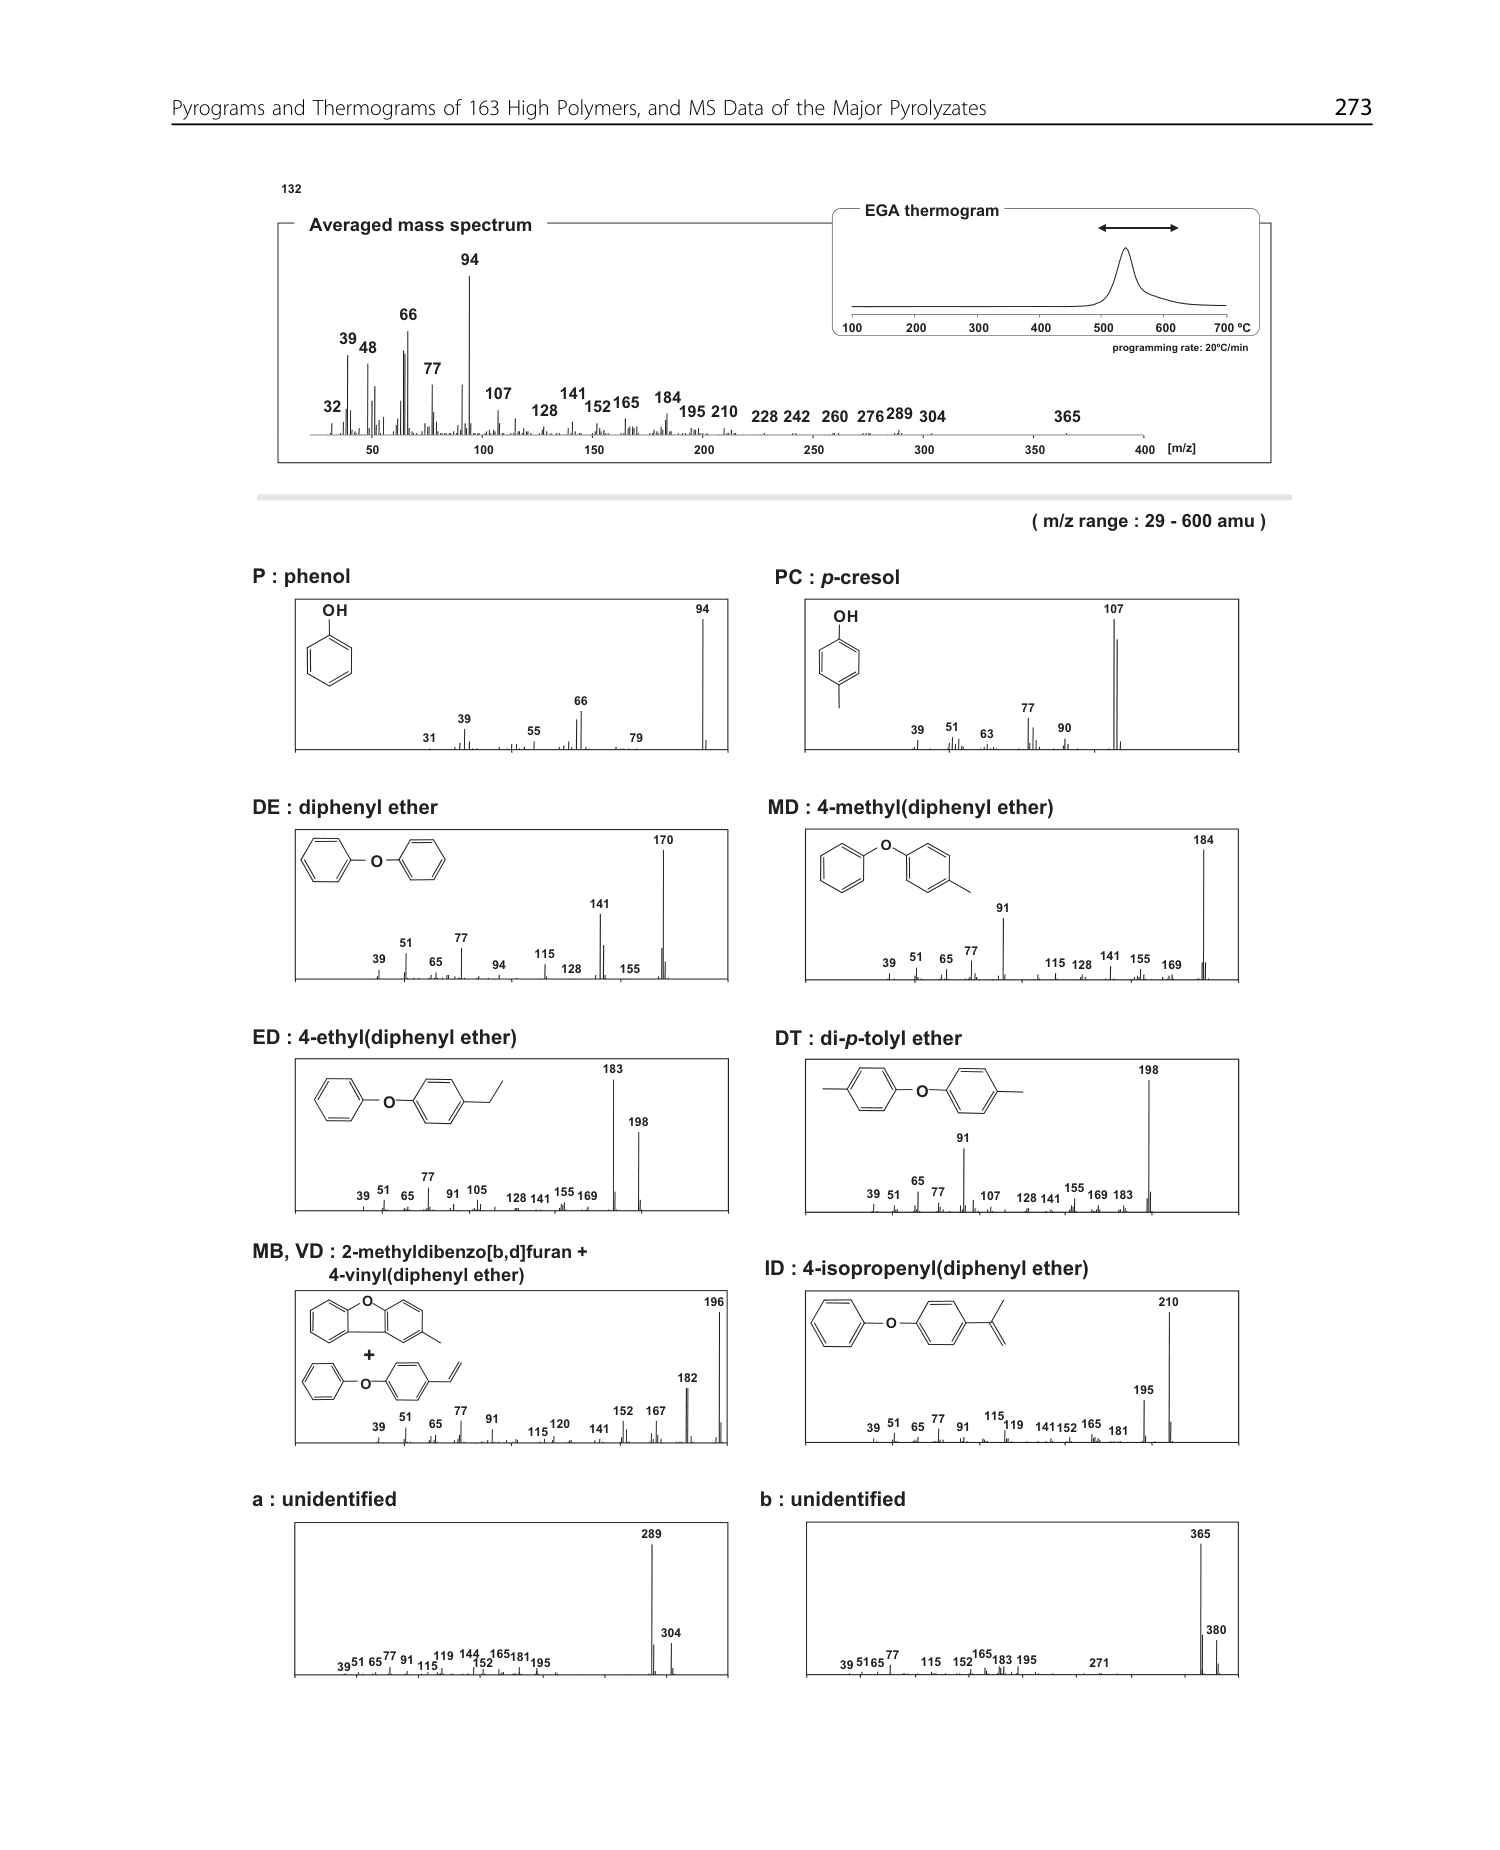 Pyrograms and Thermograms of 163 High Polymers, and MS Data of the Major Pyrolyzates 273
132
Averaged mass spectrum
EGA thermogram
100 200 300 400 500 600 700 ºC
programming rate: 20ºC/min
32 39 48 66 77 94 107 128 141 152 165 184 195 210 228 242 260 276 289 304 365
50 100 150 200 250 300 350 400 [m/z]
( m/z range : 29 - 600 amu )
P : phenol
OH
31 39 55 66 79 94
PC : p-cresol
OH
39 51 63 77 90 107
DE : diphenyl ether
O
39 51 65 77 94 115 128 141 155 170
MD : 4-methyl(diphenyl ether)
O
39 51 65 77 91 115 128 141 155 169 184
ED : 4-ethyl(diphenyl ether)
O
39 51 65 77 91 105 128 141 155 169 183 198
DT : di-p-tolyl ether
O
39 51 65 77 91 107 128 141 155 169 183 198
MB, VD : 2-methyldibenzo[b,d]furan +
4-vinyl(diphenyl ether)
O
+
O
39 51 65 77 91 115 120 141 152 167 182 196
ID : 4-isopropenyl(diphenyl ether)
O
39 51 65 77 91 115 119 141 152 165 181 195 210
a : unidentified
39 51 65 77 91 115 119 144 152 165 181 195 289 304
b : unidentified
39 51 65 77 115 152 165 183 195 271 365 380